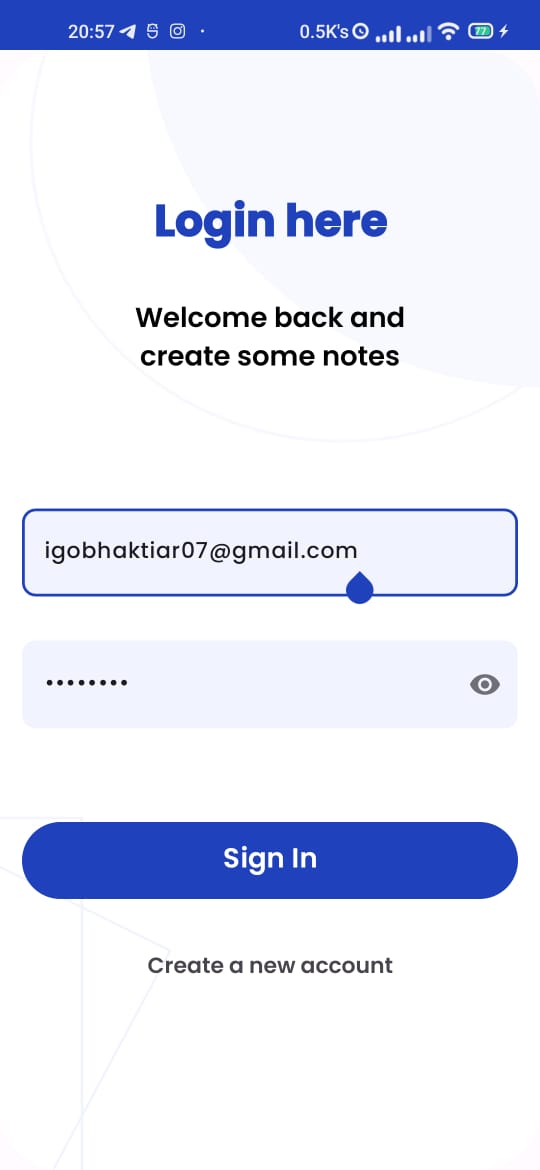 20:57
0.5K's
77
Login here
Welcome back and
create some notes
igobhaktiar07@gmail.com
••••••••
Sign In
Create a new account